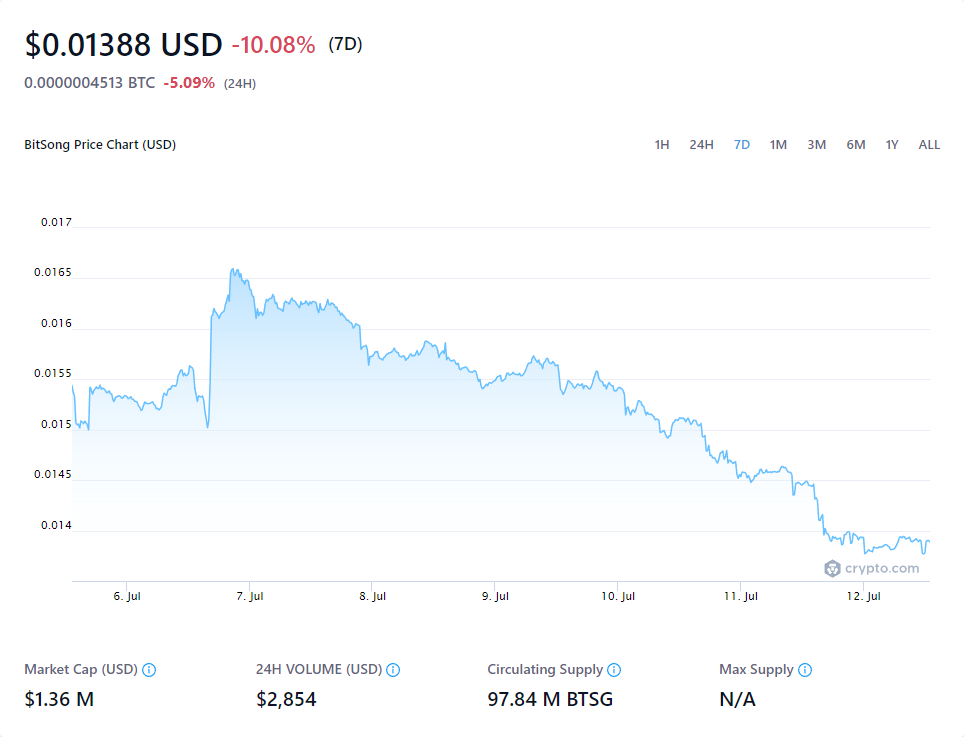 $0.01388 USD -10.08% (7D)
0.0000004513 BTC -5.09% (24H)
BitSong Price Chart (USD) 1H 24H 7D 1M 3M 6M 1Y ALL
0.017
0.0165
0.016
0.0155
0.015
0.0145
0.014
crypto.com
6. Jul 7. Jul 8. Jul 9. Jul 10. Jul 11. Jul 12. Jul
Market Cap (USD) 24H VOLUME (USD) Circulating Supply Max Supply
$1.36 M $2,854 97.84 M BTSG N/A